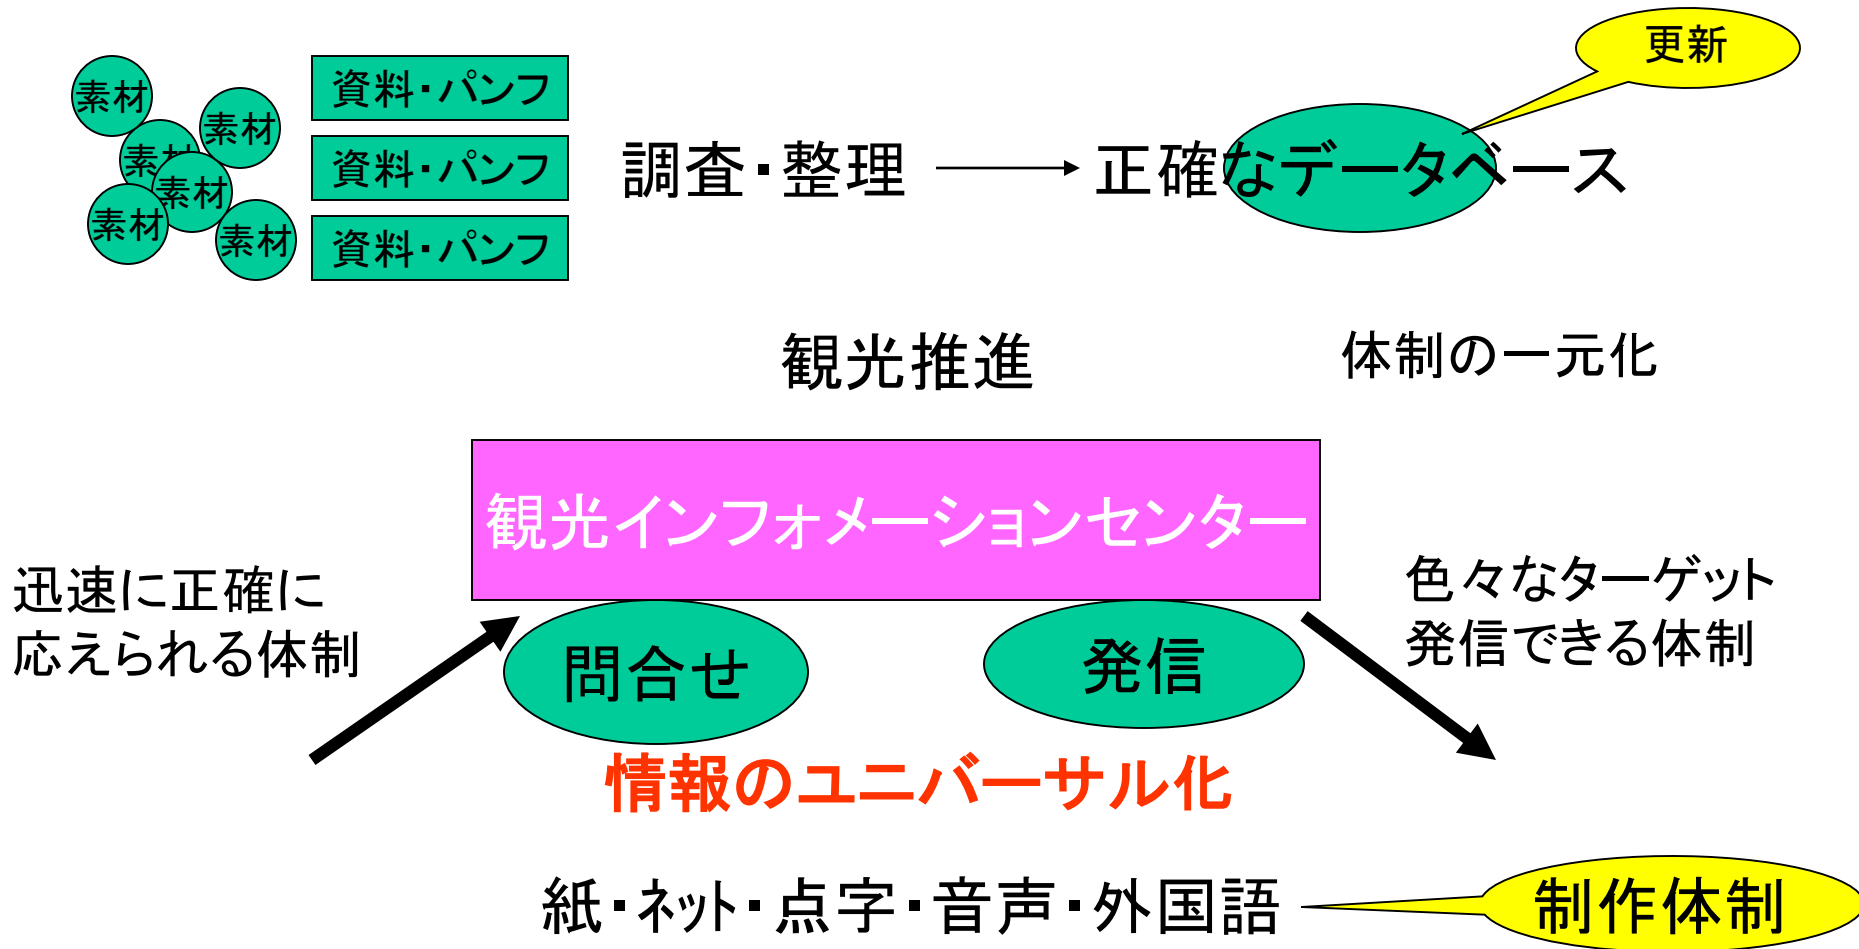 更新
素材
素材
素材
素材
素材
素材
資料・パンフ
資料・パンフ
資料・パンフ
調査・整理
正確なデータベース
観光推進
体制の一元化
観光インフォメーションセンター
迅速に正確に
応えられる体制
問合せ
発信
色々なターゲット
発信できる体制
情報のユニバーサル化
紙・ネット・点字・音声・外国語
制作体制